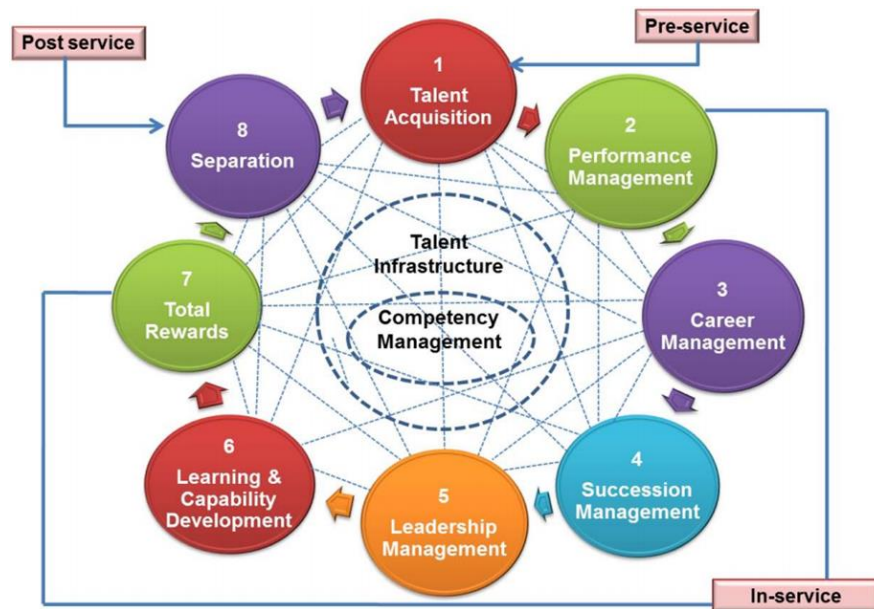 Post service
Pre-service
1
Talent
Acquisition
2
Performance
Management
3
Career
Management
4
Succession
Management
5
Leadership
Management
6
Learning &
Capability
Development
7
Total
Rewards
8
Separation
Talent
Infrastructure
Competency
Management
In-service